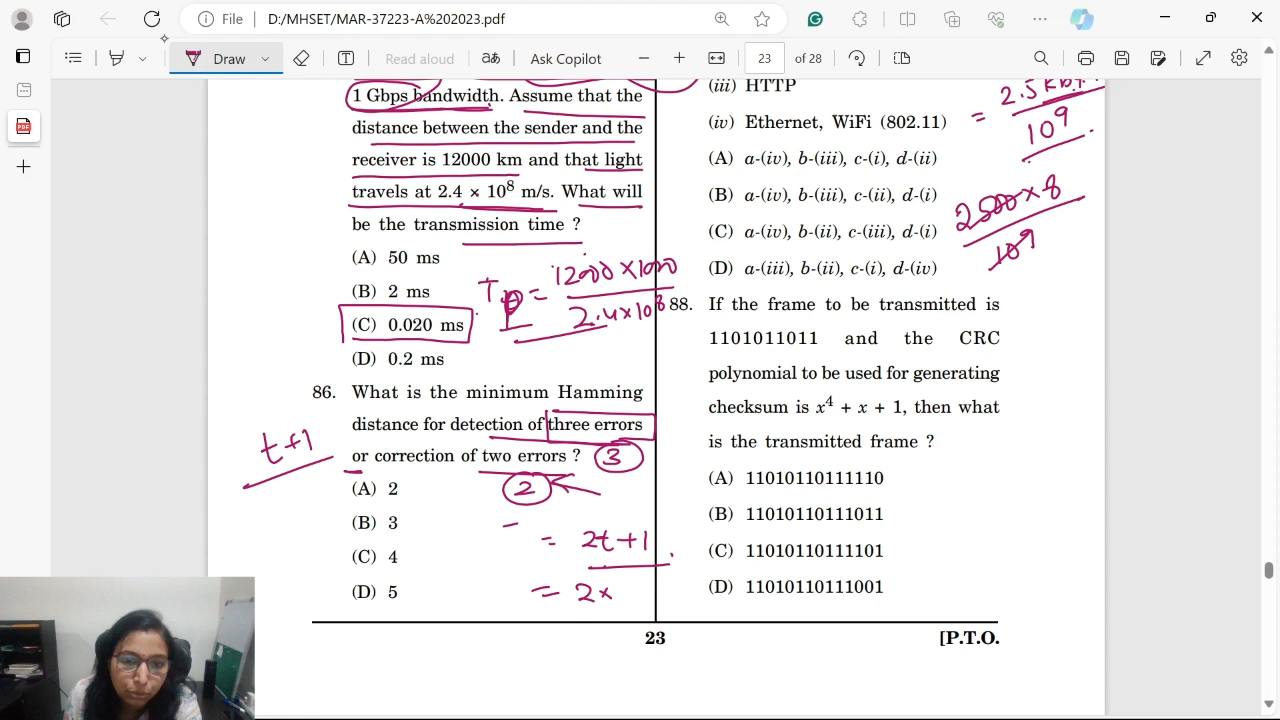 File D:/MHSET/MAR-37223-A%202023.pdf
Draw Read aloud aあ Ask Copilot 23 of 28
1 Gbps bandwidth. Assume that the
distance between the sender and the
receiver is 12000 km and that light
travels at 2.4 × 10⁸ m/s. What will
be the transmission time ?
(A) 50 ms
(B) 2 ms
(C) 0.020 ms
(D) 0.2 ms
Tp = 12000 × 1000
2.4 × 10⁸
86. What is the minimum Hamming
distance for detection of three errors
or correction of two errors ?
t+1
3
(A) 2
2
(B) 3
= 2t+1
(C) 4
(D) 5
= 2×
(iii) HTTP
(iv) Ethernet, WiFi (802.11)
(A) a-(iv), b-(iii), c-(i), d-(ii)
(B) a-(iv), b-(iii), c-(ii), d-(i)
(C) a-(iv), b-(ii), c-(iii), d-(i)
(D) a-(iii), b-(ii), c-(i), d-(iv)
= 2.5
10⁹
2500 × 8
10⁹
88. If the frame to be transmitted is
1101011011 and the CRC
polynomial to be used for generating
checksum is x⁴ + x + 1, then what
is the transmitted frame ?
(A) 11010110111110
(B) 11010110111011
(C) 11010110111101
(D) 11010110111001
23
[P.T.O.